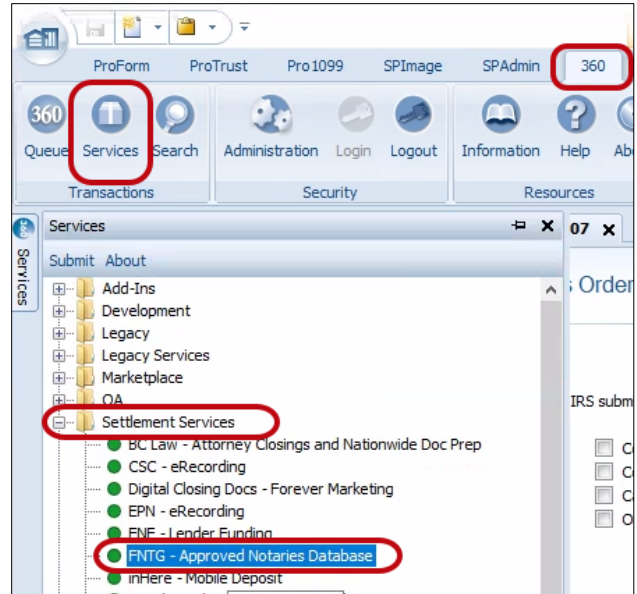 ProForm ProTrust Pro1099 SPImage SPAdmin 360
360
Queue Services Search Administration Login Logout Information Help
Transactions Security Resources
360 Services
Services
07
Submit About
Add-Ins
Development
Legacy
Legacy Services
Marketplace
QA
Settlement Services
BC Law - Attorney Closings and Nationwide Doc Prep
CSC - eRecording
Digital Closing Docs - Forever Marketing
EPN - eRecording
FNF - Lender Funding
FNTG - Approved Notaries Database
inHere - Mobile Deposit
Order
IRS subm